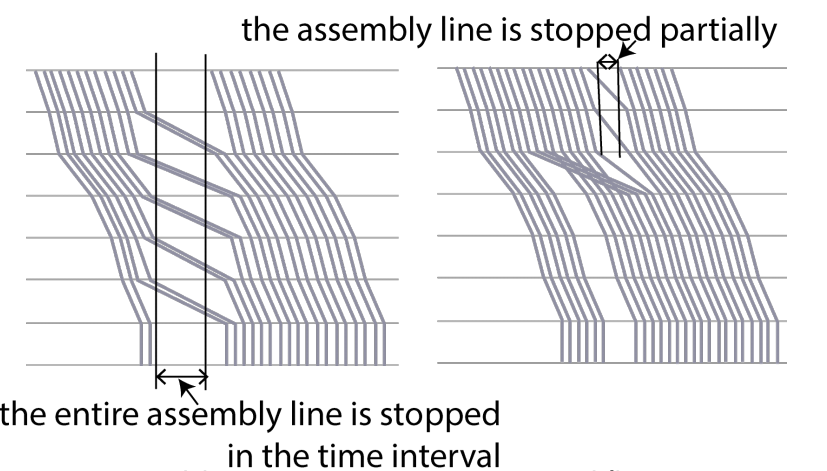 the assembly line is stopped partially
the entire assembly line is stopped
in the time interval